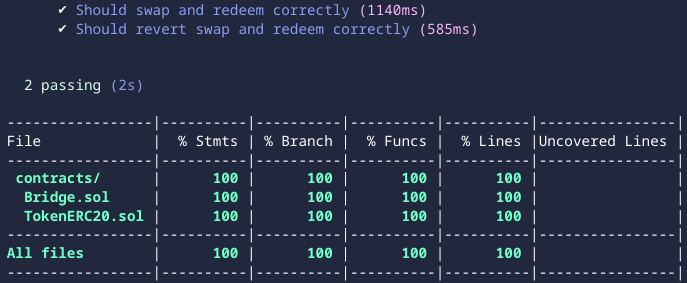 ✔ Should swap and redeem correctly (1140ms)
✔ Should revert swap and redeem correctly (585ms)
2 passing (2s)
-----------------|----------|----------|----------|----------|----------------|
File             |  % Stmts | % Branch |  % Funcs |  % Lines |Uncovered Lines |
-----------------|----------|----------|----------|----------|----------------|
 contracts/      |      100 |      100 |      100 |      100 |                |
  Bridge.sol     |      100 |      100 |      100 |      100 |                |
  TokenERC20.sol |      100 |      100 |      100 |      100 |                |
-----------------|----------|----------|----------|----------|----------------|
All files        |      100 |      100 |      100 |      100 |                |
-----------------|----------|----------|----------|----------|----------------|